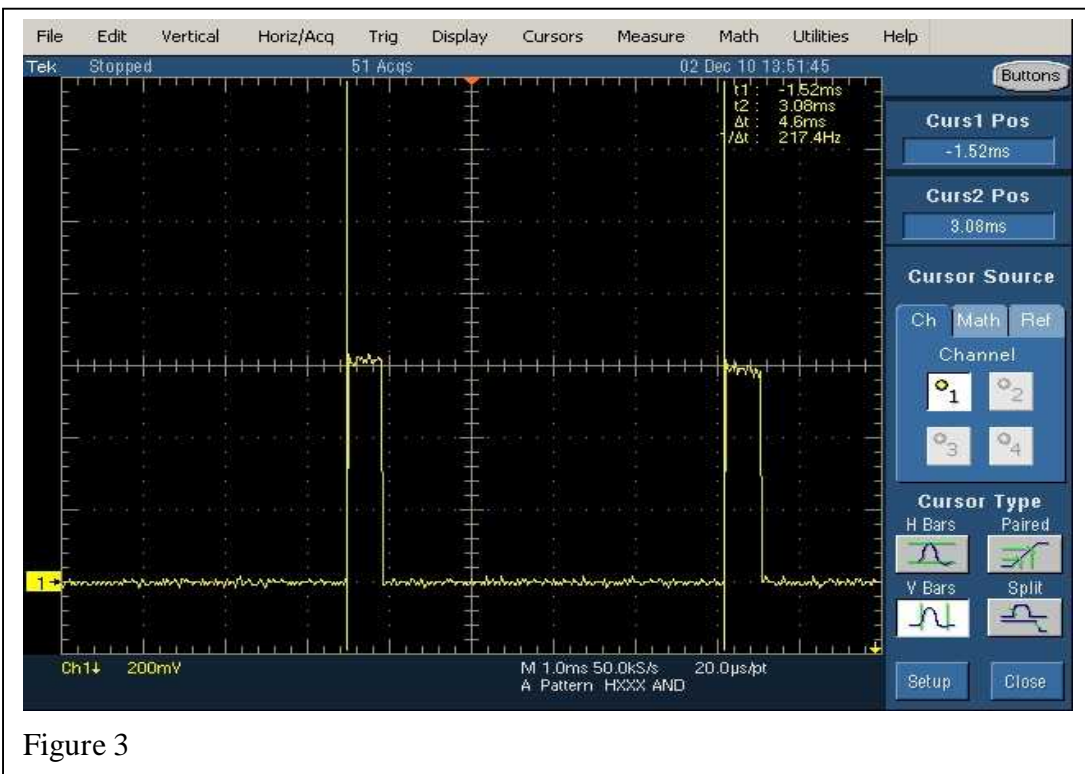 File Edit Vertical Horiz/Acq Trig Display Cursors Measure Math Utilities Help
Tek Stopped 51 Acqs 02 Dec 10 13:51:45
Buttons
t1 : -1.52ms
t2 : 3.08ms
Δt : 4.6ms
1/Δt : 217.4Hz
Curs1 Pos
-1.52ms
Curs2 Pos
3.08ms
Cursor Source
Ch Math Ref
Channel
1 2
3 4
Cursor Type
H Bars Paired
V Bars Split
1
Ch1↓ 200mV M 1.0ms 50.0kS/s 20.0µs/pt
A Pattern HXXX AND
Setup Close
Figure 3